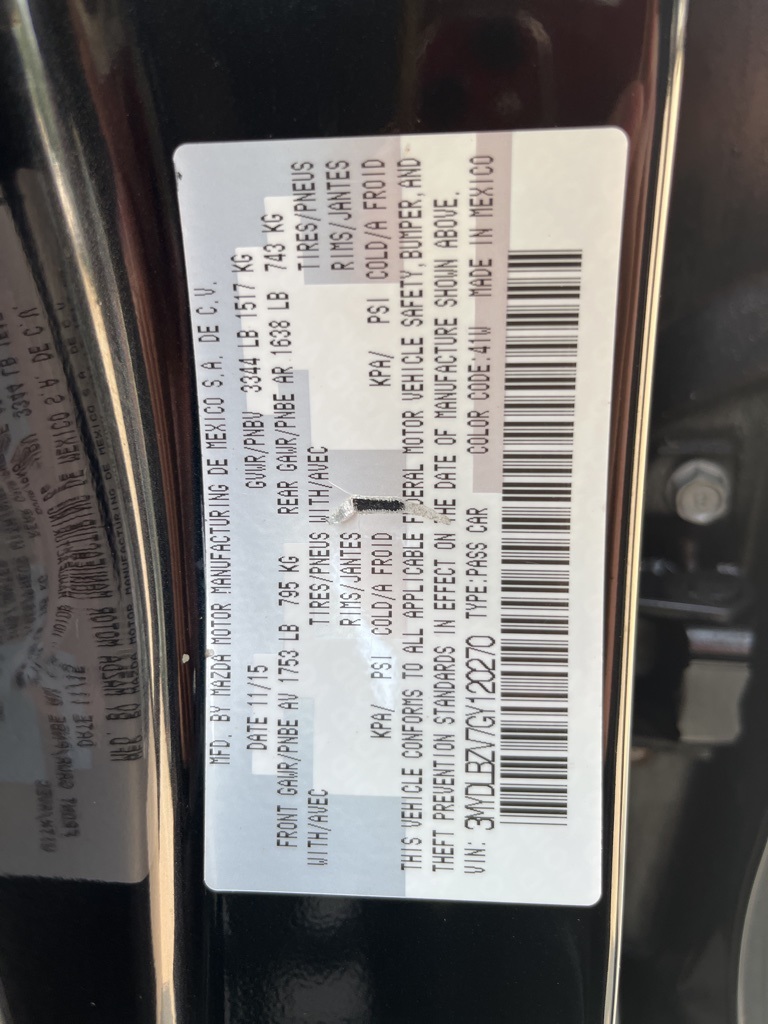 MFD. BY MAZDA MOTOR MANUFACTURING DE MEXICO S.A. DE C.V.
DATE 11/15 GVWR/PNBV 3344 LB 1517 KG
FRONT GAWR/PNBE AV 1753 LB 795 KG REAR GAWR/PNBE AR 1638 LB 743 KG
WITH/AVEC TIRES/PNEUS WITH/AVEC TIRES/PNEUS
RIMS/JANTES RIMS/JANTES
KPA/ PSI COLD/A FROID KPA/ PSI COLD/A FROID
THIS VEHICLE CONFORMS TO ALL APPLICABLE FEDERAL MOTOR VEHICLE SAFETY, BUMPER, AND
THEFT PREVENTION STANDARDS IN EFFECT ON THE DATE OF MANUFACTURE SHOWN ABOVE.
VIN: 3MYDLBZV7GY120270 TYPE:PASS CAR COLOR CODE:41W MADE IN MEXICO